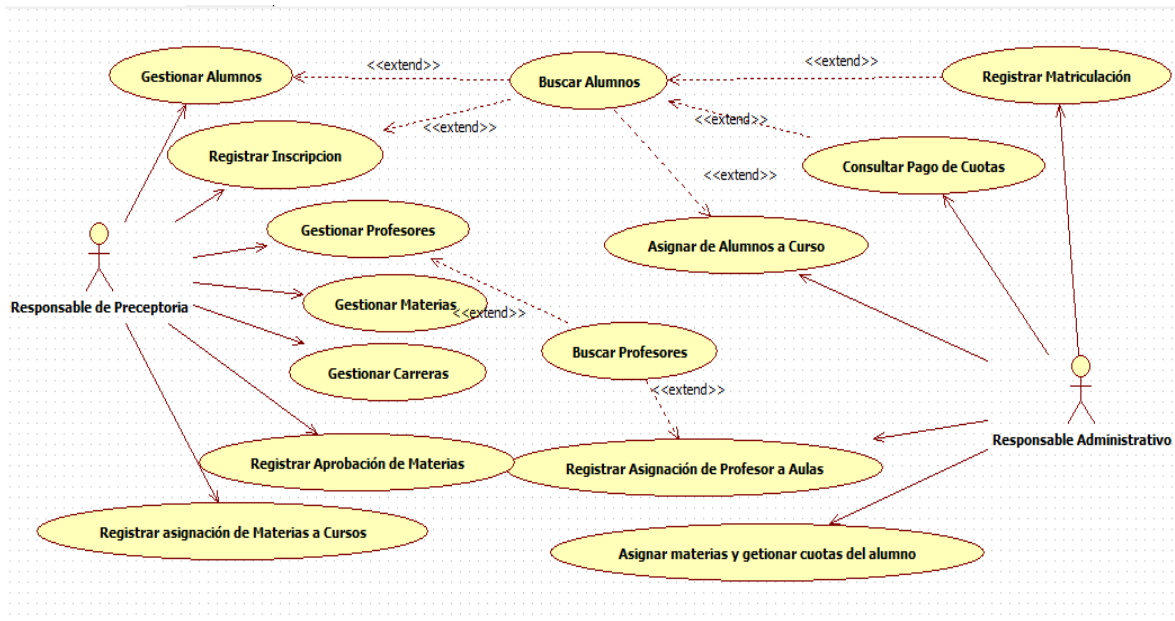 Gestionar Alumnos
<<extend>>
Buscar Alumnos
<<extend>>
Registrar Matriculación
<<extend>>
<<extend>>
Registrar Inscripcion
Consultar Pago de Cuotas
<<extend>>
Gestionar Profesores
Asignar de Alumnos a Curso
Responsable de Preceptoria
Gestionar Materias
<<extend>>
Buscar Profesores
Gestionar Carreras
<<extend>>
Responsable Administrativo
Registrar Aprobación de Materias
Registrar Asignación de Profesor a Aulas
Registrar asignación de Materias a Cursos
Asignar materias y getionar cuotas del alumno